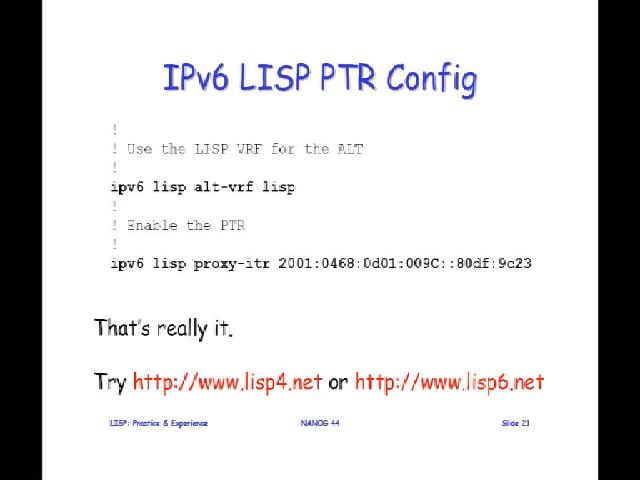 IPv6 LISP PTR Config
!
! Use the LISP VRF for the ALT
!
ipv6 lisp alt-vrf lisp
!
! Enable the PTR
!
ipv6 lisp proxy-itr 2001:0468:0d01:009C::80df:9c23
That's really it.
Try http://www.lisp4.net or http://www.lisp6.net
LISP: Practice & Experience
NANOG 44
Slide 21